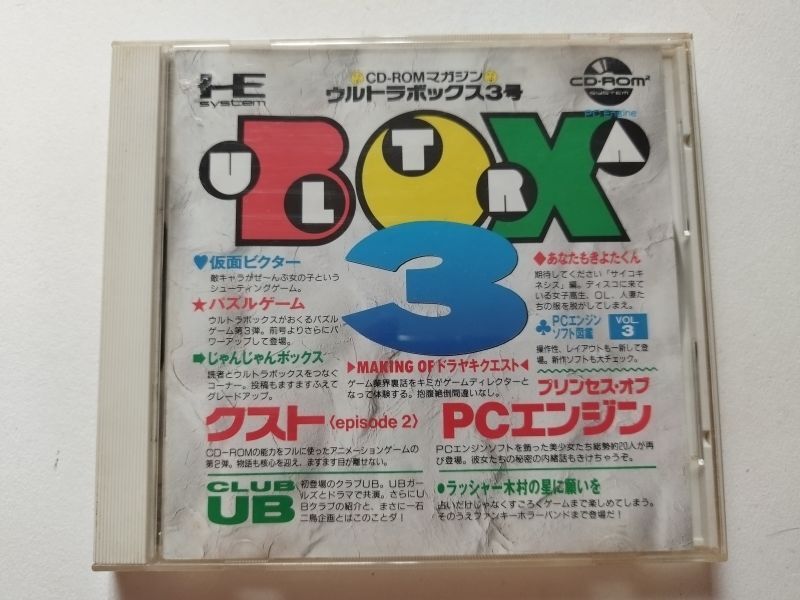 HE
system
CD-ROMマガジン
ウルトラボックス3号
CD-ROM²
SYSTEM
PC Engine
ULTRA
BOX
3
♥仮面ビクター
敵キャラがぜ〜んぶ女の子という
シューティングゲーム。
★パズルゲーム
ウルトラボックスがおくるパズル
ゲーム第3弾。前号よりさらにパ
ワーアップして登場。
➡じゃんじゃんボックス
読者とウルトラボックスをつなぐ
コーナー。投稿もますますふえて
グレードアップ。
◆あなたもきよたくん
期待してください「サイコキ
ネシス」編。ディスコに来て
いる女子高生、OL、人妻た
ちの服を脱がしてしまえ。
♣PCエンジン
ソフト図鑑
VOL.
3
操作性、レイアウトも一新して登
場。新作ソフトも大チェック。
▶MAKING OF ドラヤキクエスト◀
ゲーム業界裏話をキミがゲームディレクターと
なって体験する。抱腹絶倒間違いなし。
クスト〈episode 2〉
CD-ROMの能力をフルに使ったアニメーションゲームの
第2弾。物語も核心を迎え、ますます目が離せない。
プリンセス・オブ
PCエンジン
PCエンジンソフトを飾った美少女たち総勢約20人が再
び登場。彼女たちの秘密の内緒話もきけちゃうぞ。
CLUB
UB
初登場のクラブUB。UBガー
ルズとドラマで共演。さらにU
Bクラブの紹介と、まさに一石
二鳥企画とはこのことダ!
●ラッシャー木村の星に願いを
占いだけじゃなくすごろくゲームまで楽しめてしまう。
そのうえファンキーホラーバンドまで登場だ!